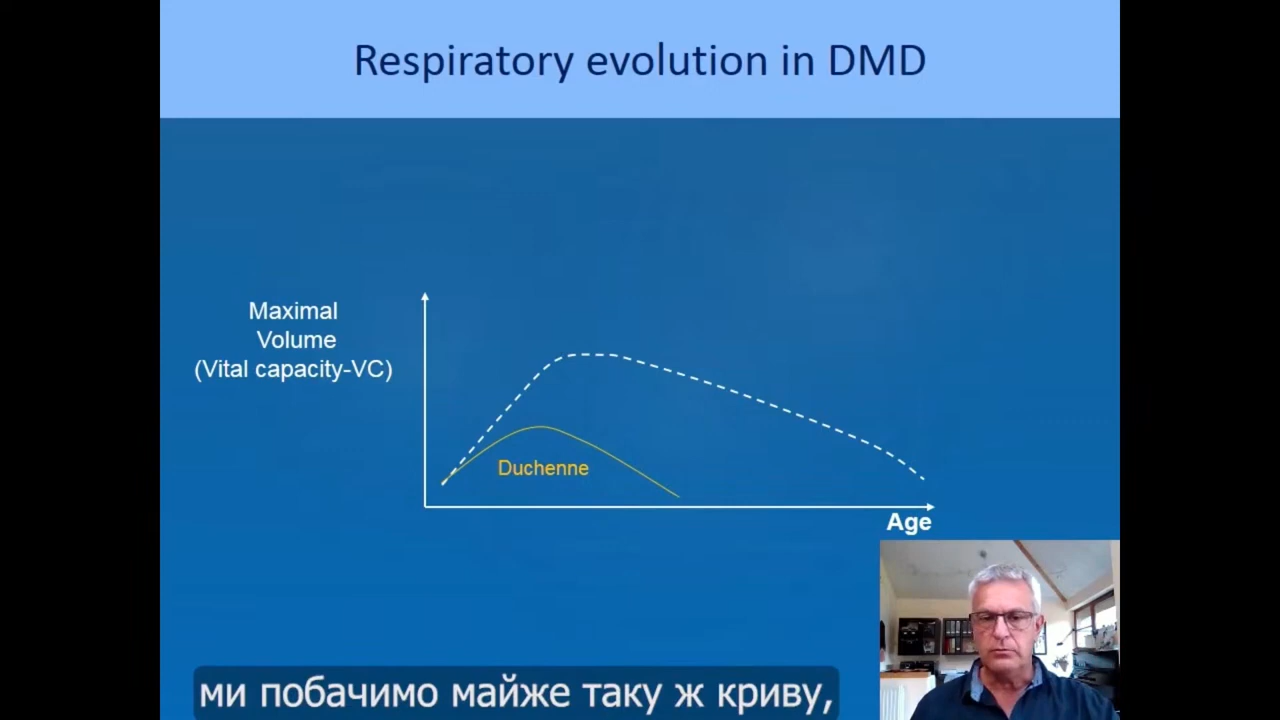 Respiratory evolution in DMD
Maximal
Volume
(Vital capacity-VC)
Duchenne
Age
ми побачимо майже таку ж криву,